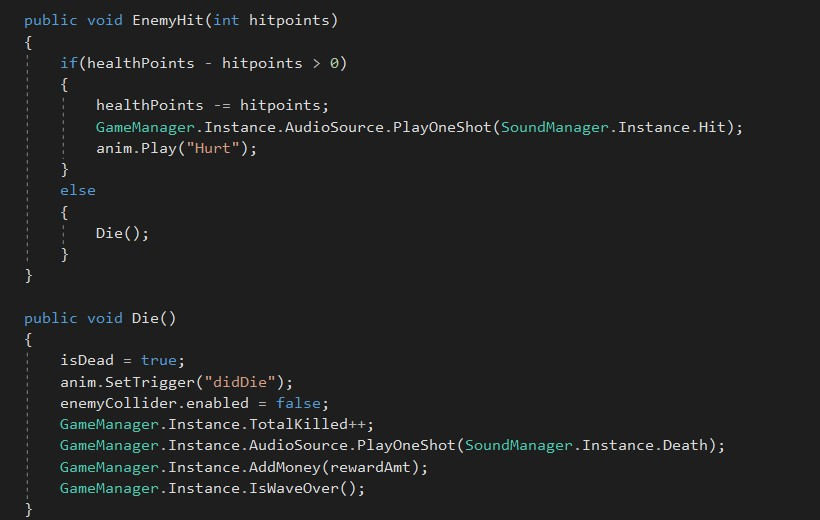 public void EnemyHit(int hitpoints)
{
    if(healthPoints - hitpoints > 0)
    {
        healthPoints -= hitpoints;
        GameManager.Instance.AudioSource.PlayOneShot(SoundManager.Instance.Hit);
        anim.Play("Hurt");
    }
    else
    {
        Die();
    }
}

public void Die()
{
    isDead = true;
    anim.SetTrigger("didDie");
    enemyCollider.enabled = false;
    GameManager.Instance.TotalKilled++;
    GameManager.Instance.AudioSource.PlayOneShot(SoundManager.Instance.Death);
    GameManager.Instance.AddMoney(rewardAmt);
    GameManager.Instance.IsWaveOver();
}